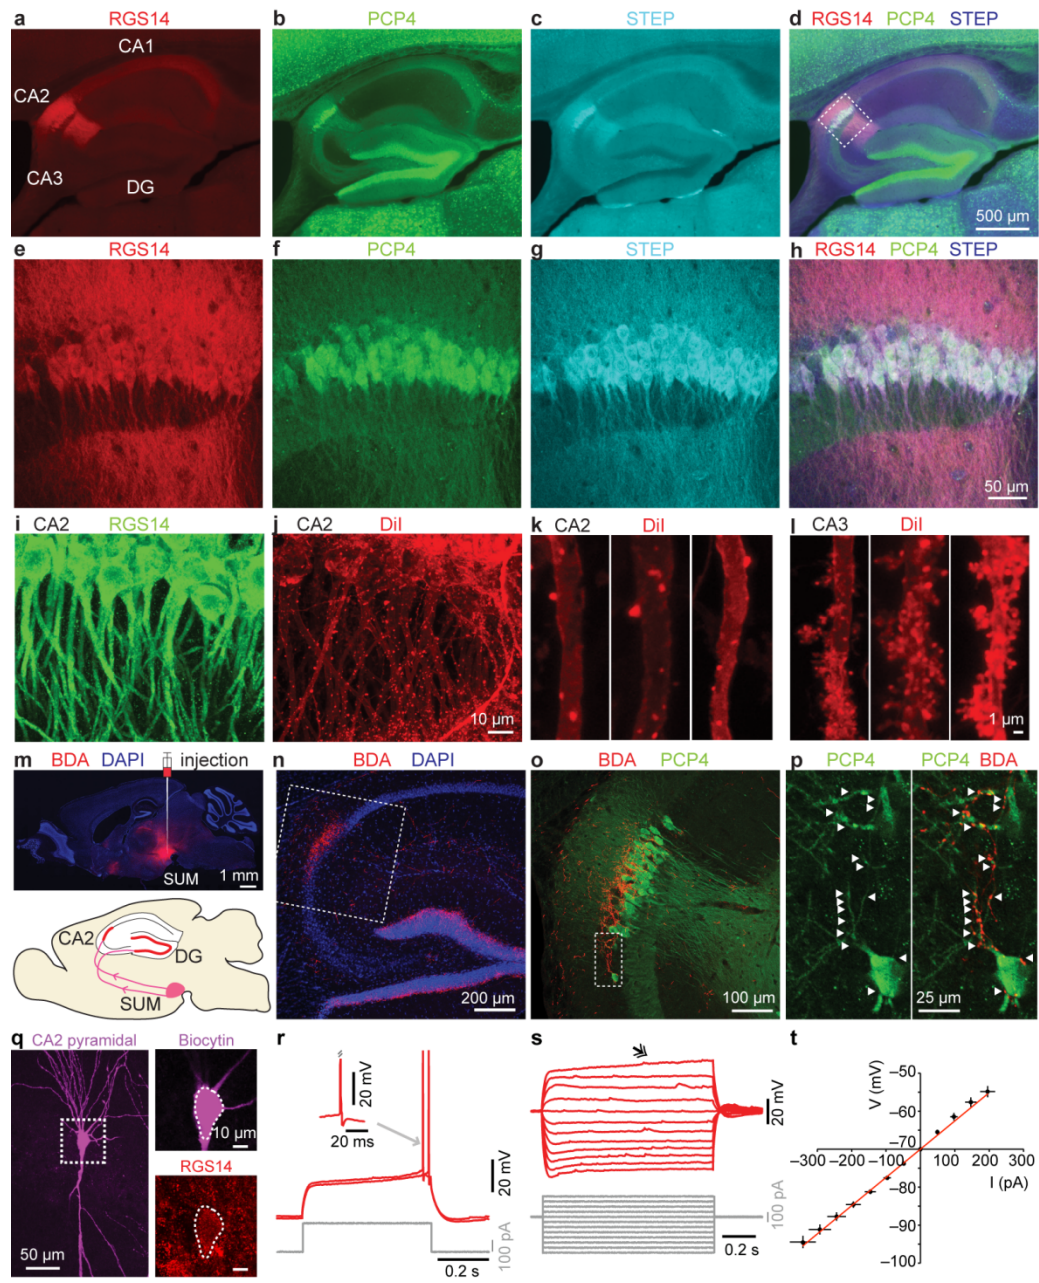 a RGS14 b PCP4 c STEP d RGS14 PCP4 STEP
CA1
CA2
CA3
DG
500 µm
e RGS14 f PCP4 g STEP h RGS14 PCP4 STEP
50 µm
i CA2 RGS14 j CA2 DiI k CA2 DiI l CA3 DiI
10 µm
1 µm
m BDA DAPI injection n BDA DAPI o BDA PCP4 p PCP4 PCP4 BDA
SUM 1 mm
CA2
DG
SUM
200 µm
100 µm
25 µm
q CA2 pyramidal Biocytin r s t
10 µm
RGS14
50 µm
20 mV
20 ms
20 mV
100 pA
0.2 s
20 mV
100 pA
0.2 s
V (mV)
−50
−60
−70
−300 −200 −100 0 100 200 300
I (pA)
−80
−90
−100